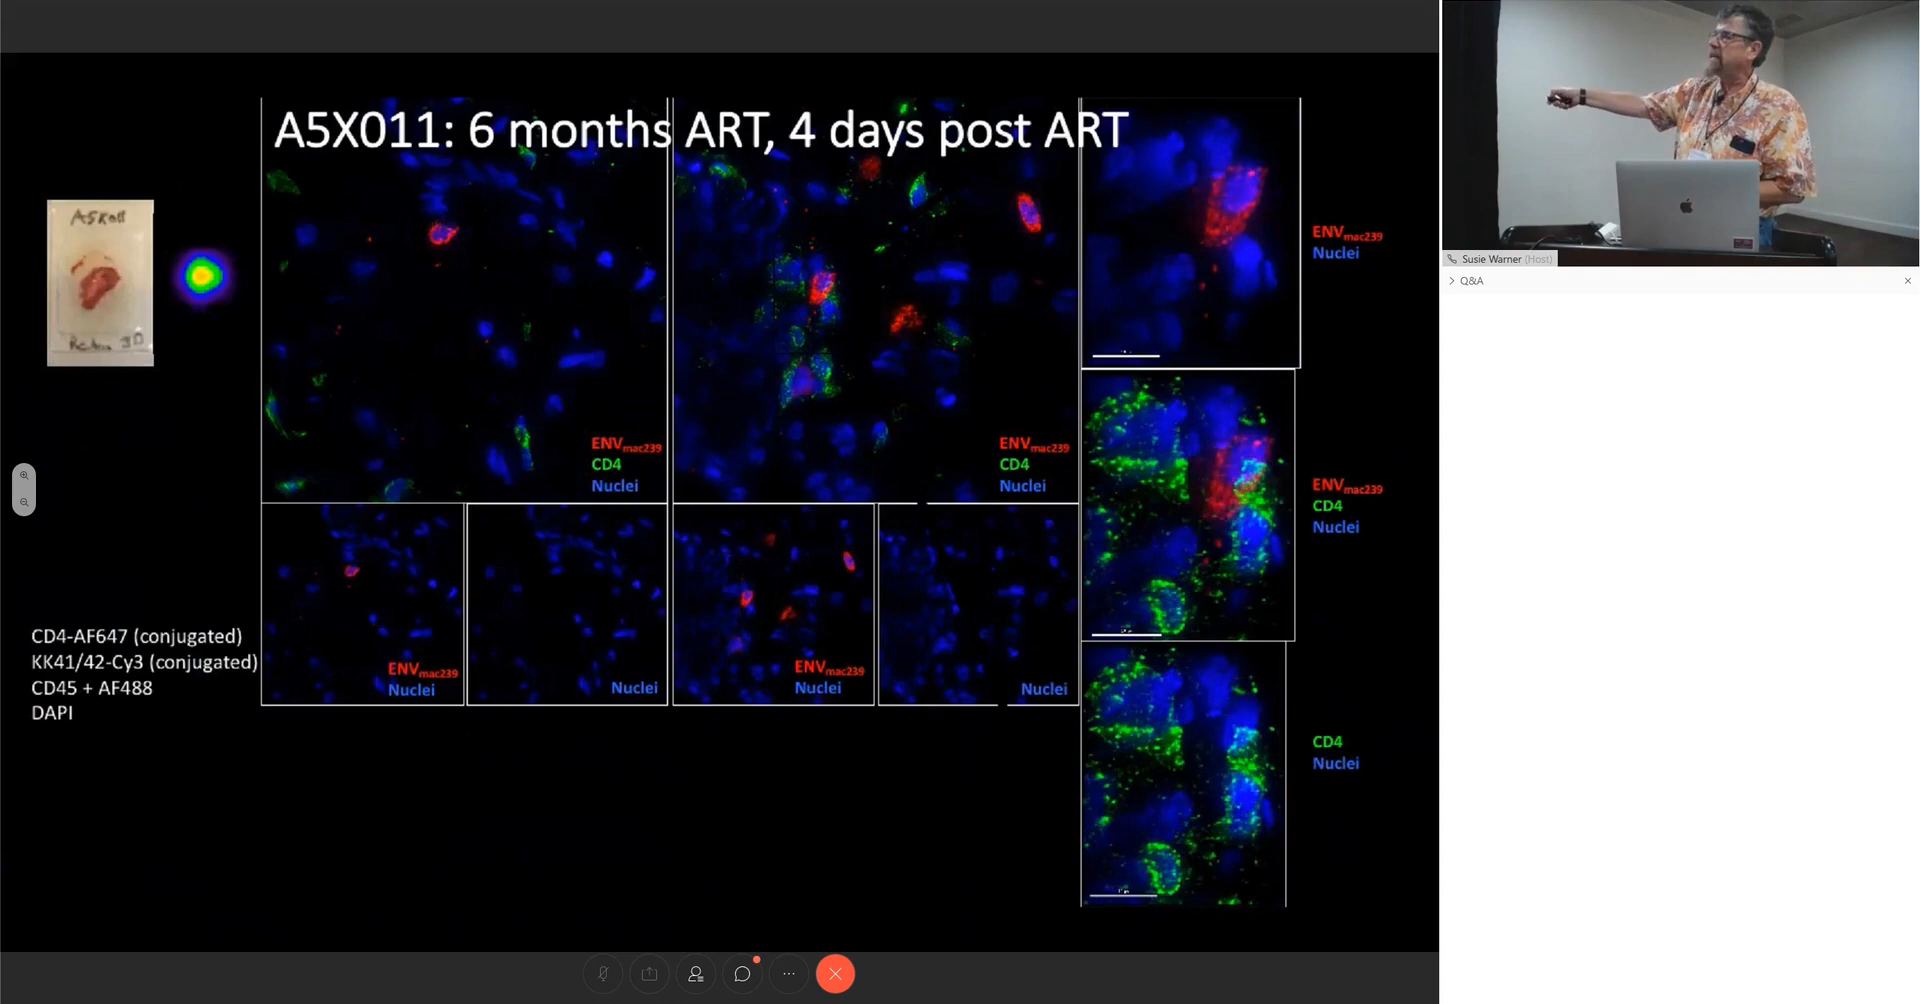 A5X011: 6 months ART, 4 days post ART
ENVmac239
CD4
Nuclei
ENVmac239
CD4
Nuclei
ENVmac239
Nuclei
Nuclei
ENVmac239
Nuclei
Nuclei
ENVmac239
Nuclei
ENVmac239
CD4
Nuclei
CD4
Nuclei
CD4-AF647 (conjugated)
KK41/42-Cy3 (conjugated)
CD45 + AF488
DAPI
Susie Warner (Host)
Q&A